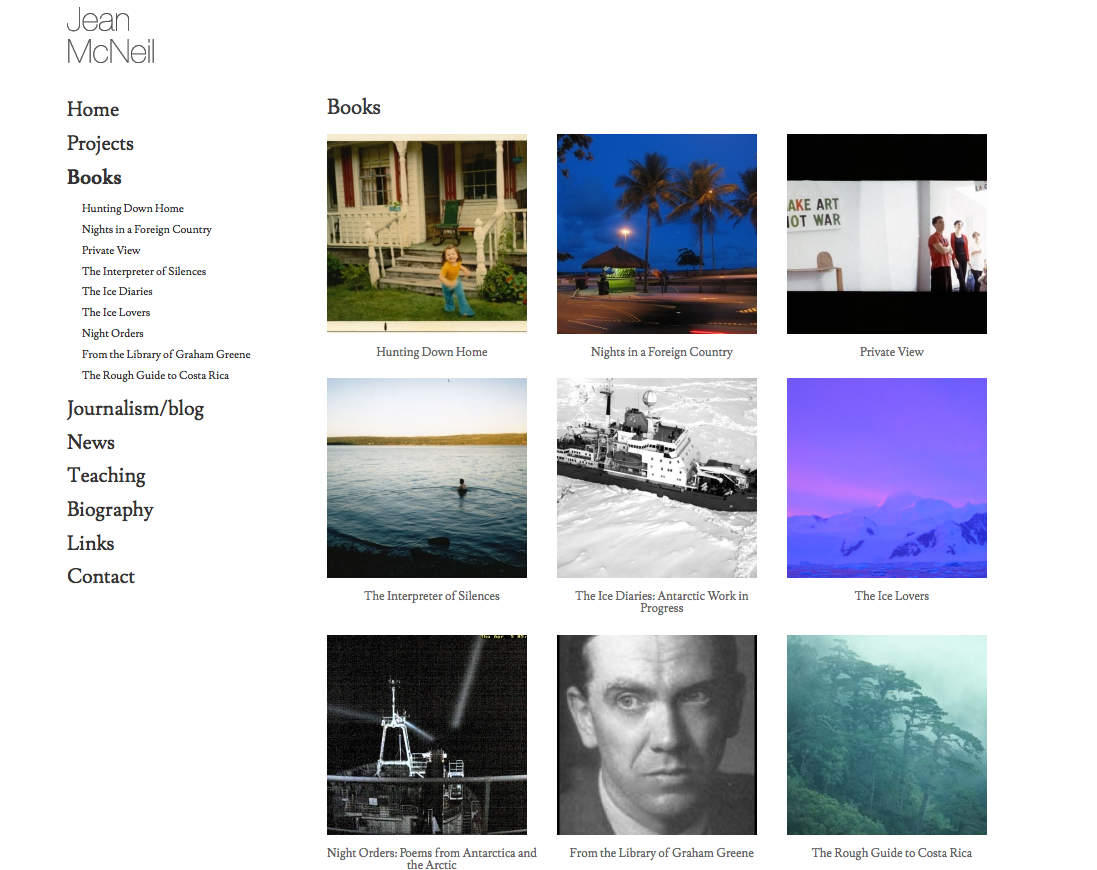 Jean
McNeil
Home
Projects
Books
Hunting Down Home
Nights in a Foreign Country
Private View
The Interpreter of Silences
The Ice Diaries
The Ice Lovers
Night Orders
From the Library of Graham Greene
The Rough Guide to Costa Rica
Journalism/blog
News
Teaching
Biography
Links
Contact
Books
AKE ART
OT WAR
Hunting Down Home
Nights in a Foreign Country
Private View
The Interpreter of Silences
The Ice Diaries: Antarctic Work in
Progress
The Ice Lovers
Thu Apr 5 05:
Night Orders: Poems from Antarctica and
the Arctic
From the Library of Graham Greene
The Rough Guide to Costa Rica